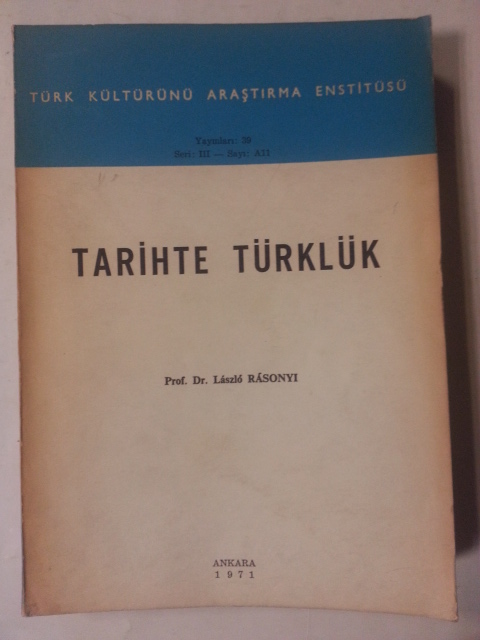 TÜRK KÜLTÜRÜNÜ ARAŞTIRMA ENSTİTÜSÜ
Yayınları: 39
Seri: III — Sayı: A11
TARİHTE TÜRKLÜK
Prof. Dr. László RÁSONYI
ANKARA
1971